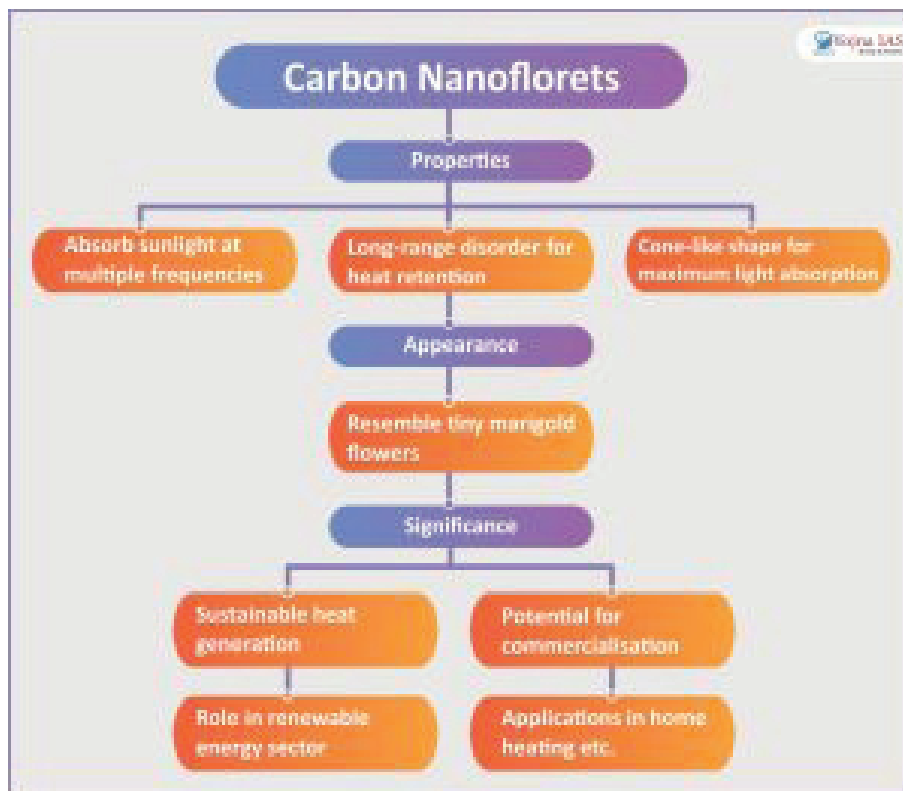 Yojna IAS
Carbon Nanoflorets
Properties
Absorb sunlight at
multiple frequencies
Long-range disorder for
heat retention
Cone-like shape for
maximum light absorption
Appearance
Resemble tiny marigold
flowers
Significance
Sustainable heat
generation
Potential for
commercialisation
Role in renewable
energy sector
Applications in home
heating etc.